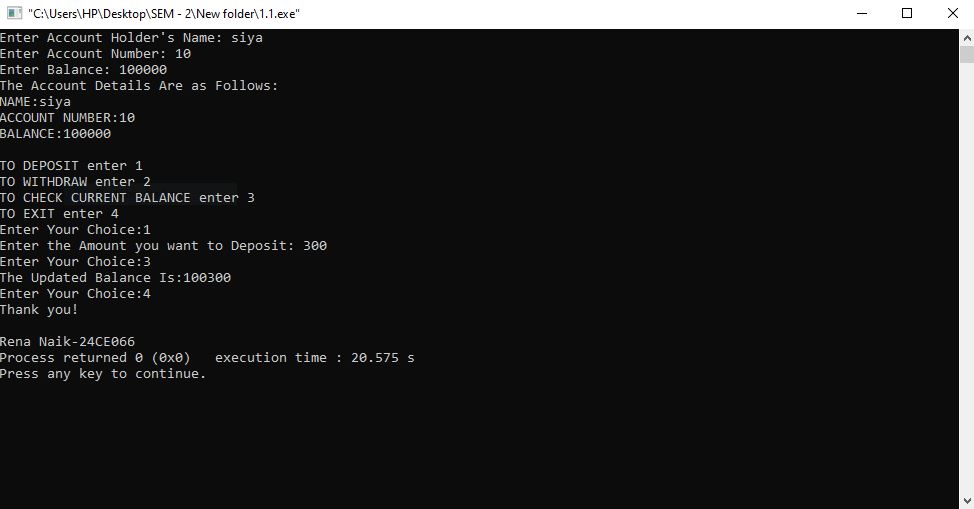 "C:\Users\HP\Desktop\SEM - 2\New folder\1.1.exe"
Enter Account Holder's Name: siya
Enter Account Number: 10
Enter Balance: 100000
The Account Details Are as Follows:
NAME:siya
ACCOUNT NUMBER:10
BALANCE:100000
TO DEPOSIT enter 1
TO WITHDRAW enter 2
TO CHECK CURRENT BALANCE enter 3
TO EXIT enter 4
Enter Your Choice:1
Enter the Amount you want to Deposit: 300
Enter Your Choice:3
The Updated Balance Is:100300
Enter Your Choice:4
Thank you!
Rena Naik-24CE066
Process returned 0 (0x0)   execution time : 20.575 s
Press any key to continue.